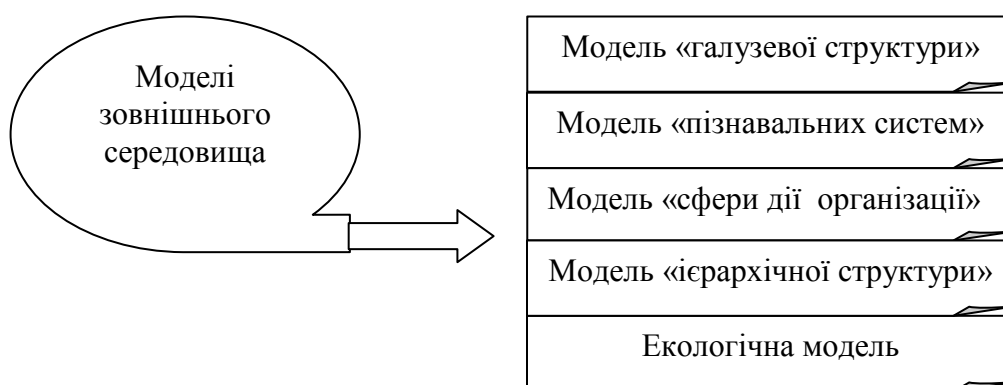 Моделі
зовнішнього
середовища
Модель «галузевої структури»
Модель «пізнавальних систем»
Модель «сфери дії  організації»
Модель «ієрархічної структури»
Екологічна модель